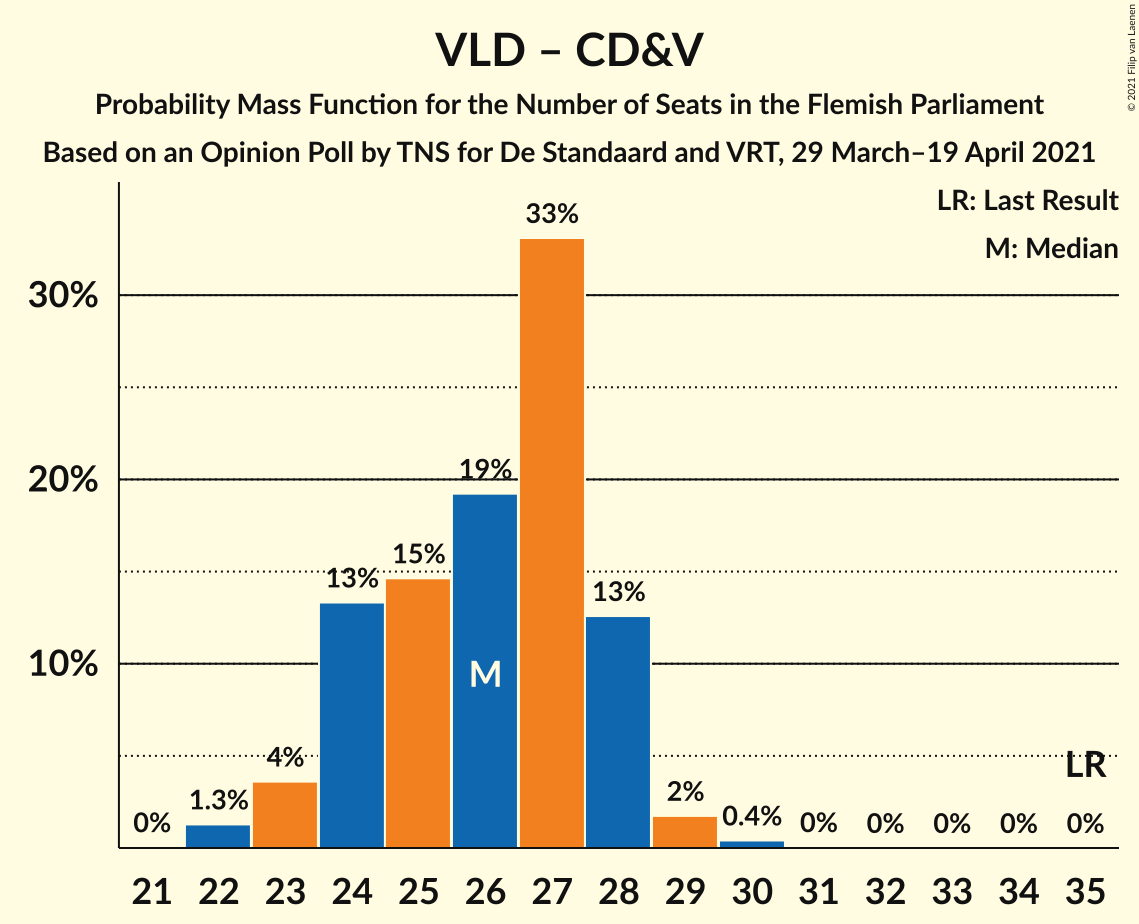 VLD – CD&V
Probability Mass Function for the Number of Seats in the Flemish Parliament
Based on an Opinion Poll by TNS for De Standaard and VRT, 29 March–19 April 2021
© 2021 Filip van Laenen
LR: Last Result
M: Median
30%
20%
10%
0%
1.3%
4%
13%
15%
19%
33%
13%
2%
0.4%
0%
0%
0%
0%
0%
M
LR
21 22 23 24 25 26 27 28 29 30 31 32 33 34 35